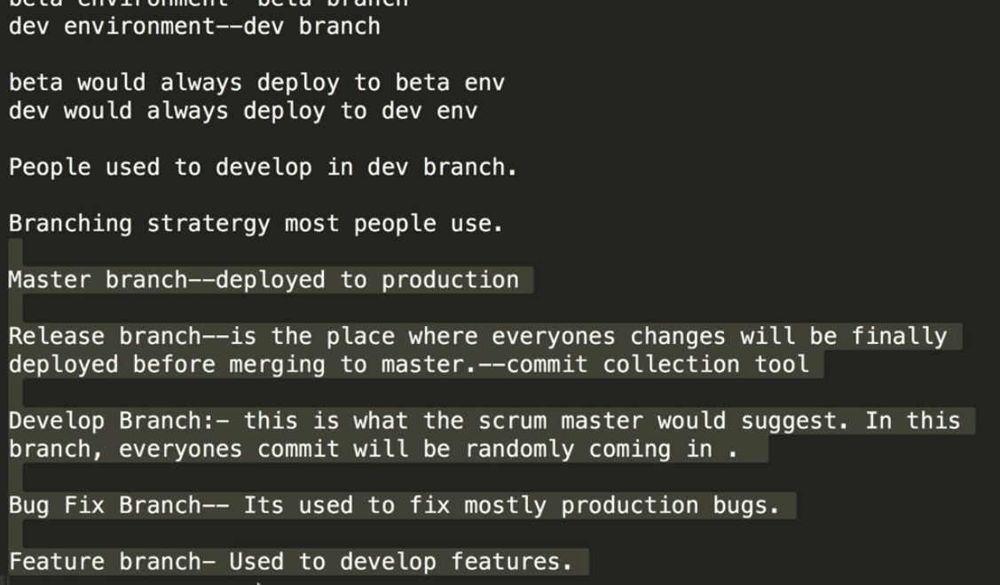 beta environment--beta branch
dev environment--dev branch
beta would always deploy to beta env
dev would always deploy to dev env
People used to develop in dev branch.
Branching stratergy most people use.
Master branch--deployed to production
Release branch--is the place where everyones changes will be finally
deployed before merging to master.--commit collection tool
Develop Branch:- this is what the scrum master would suggest. In this
branch, everyones commit will be randomly coming in .
Bug Fix Branch-- Its used to fix mostly production bugs.
Feature branch- Used to develop features.